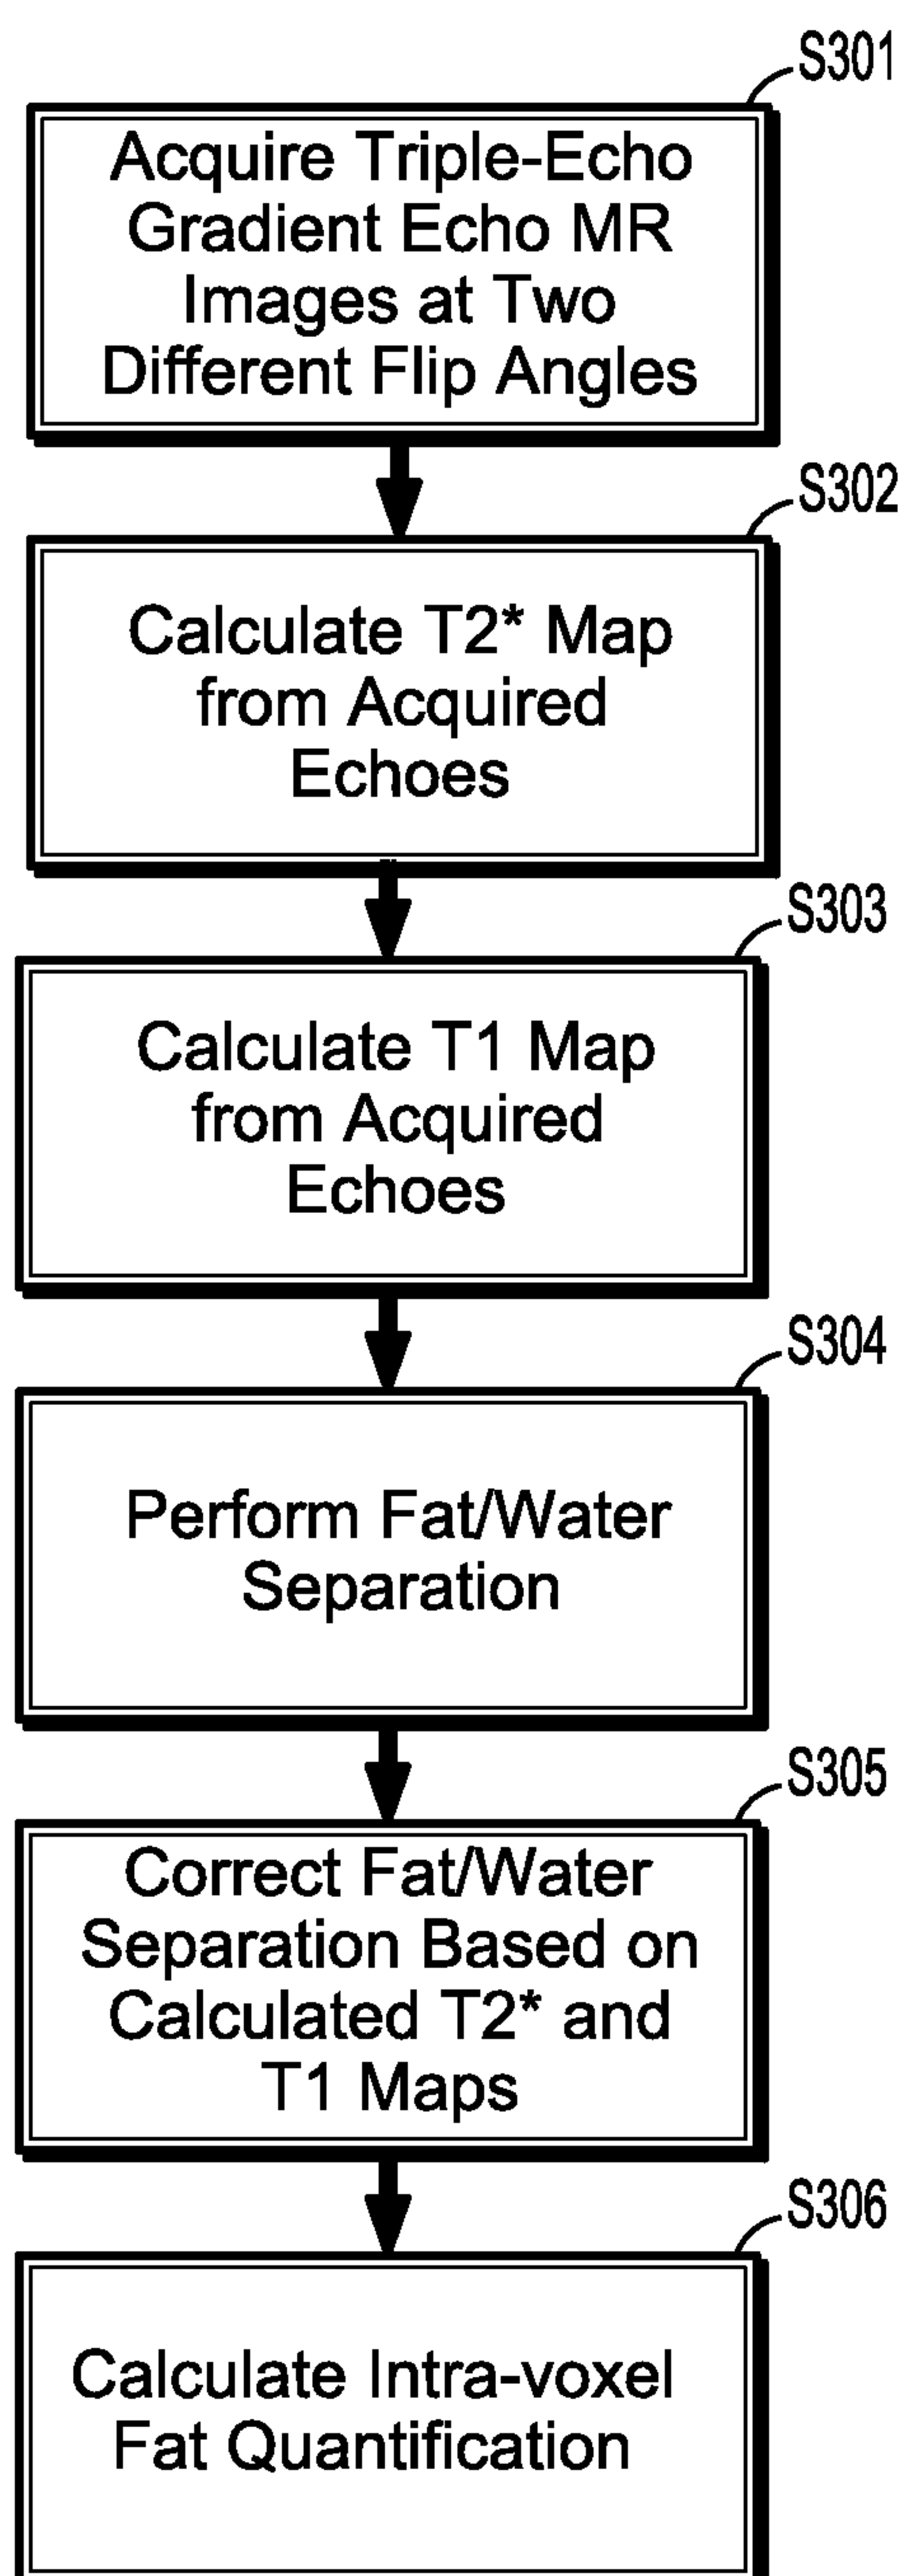 S301
Acquire Triple-Echo
Gradient Echo MR
Images at Two
Different Flip Angles
S302
Calculate T2* Map
from Acquired
Echoes
S303
Calculate T1 Map
from Acquired
Echoes
S304
Perform Fat/Water
Separation
S305
Correct Fat/Water
Separation Based on
Calculated T2* and
T1 Maps
S306
Calculate Intra-voxel
Fat Quantification